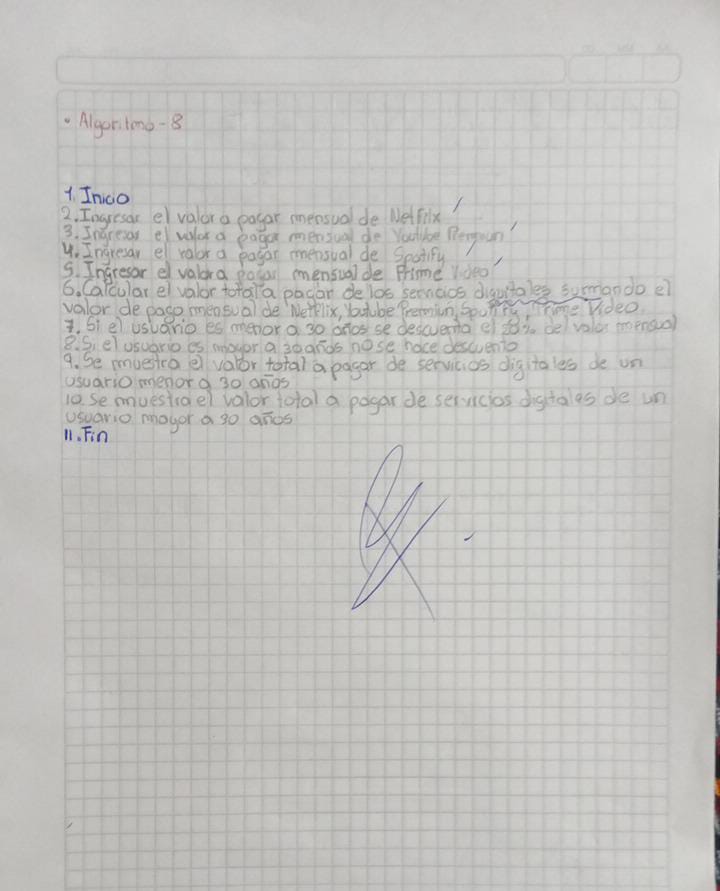 • Algoritmo - 8
1. Inicio
2. Ingresar el valor a pagar mensual de Netflix
3. Ingresar el valor a pagar mensual de Youtube Premiun
4. Ingresar el valor a pagar mensual de Spotify
5. Ingresar el valor a pagar mensual de Prime Video
6. Calcular el valor total a pagar de los servicios digitales sumando el
valor de pago mensual de Netflix, Youtube Premiun, Spotify, Prime Video.
7. Si el usuario es menor a 30 años se descuenta el % del valor mensual
8. Si el usuario es mayor a 30 años no se hace descuento
9. Se muestra el valor total a pagar de servicios digitales de un
usuario menor a 30 años
10. Se muestra el valor total a pagar de servicios digitales de un
usuario mayor a 30 años
11. Fin